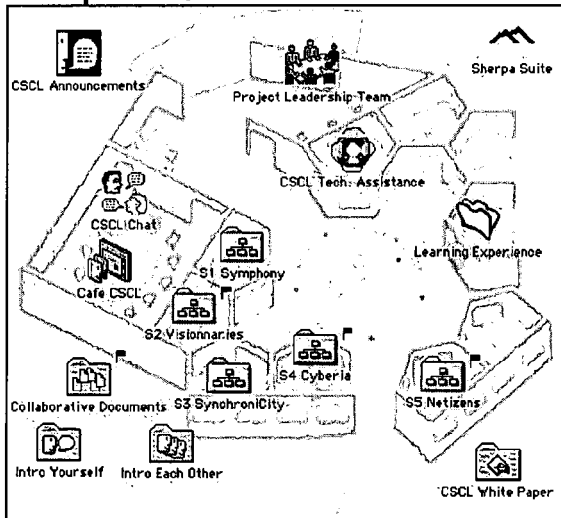 CSCL Announcements
Sherpa Suite
Project Leadership Team
CSCL Tech. Assistance
CSCL Chat
Learning Experience
S1 Symphony
Cafe CSCL
S2 Visionnaries
S4 Cyberia
Collaborative Documents
S3 SynchroniCity
S5 Netizens
Intro Yourself
Intro Each Other
CSCL White Paper